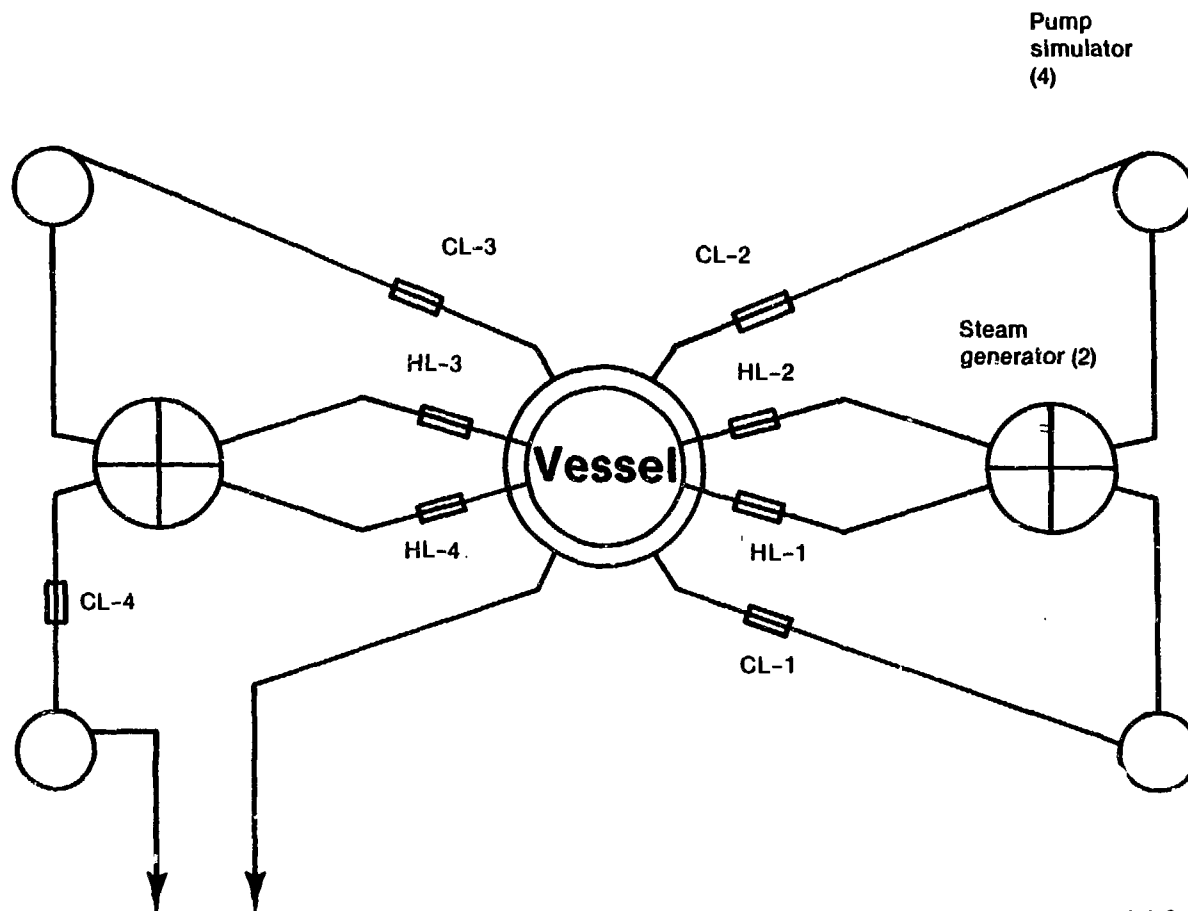 Pump
simulator
(4)
CL-3
CL-2
Steam
generator (2)
HL-3
HL-2
Vessel
HL-4
HL-1
CL-4
CL-1